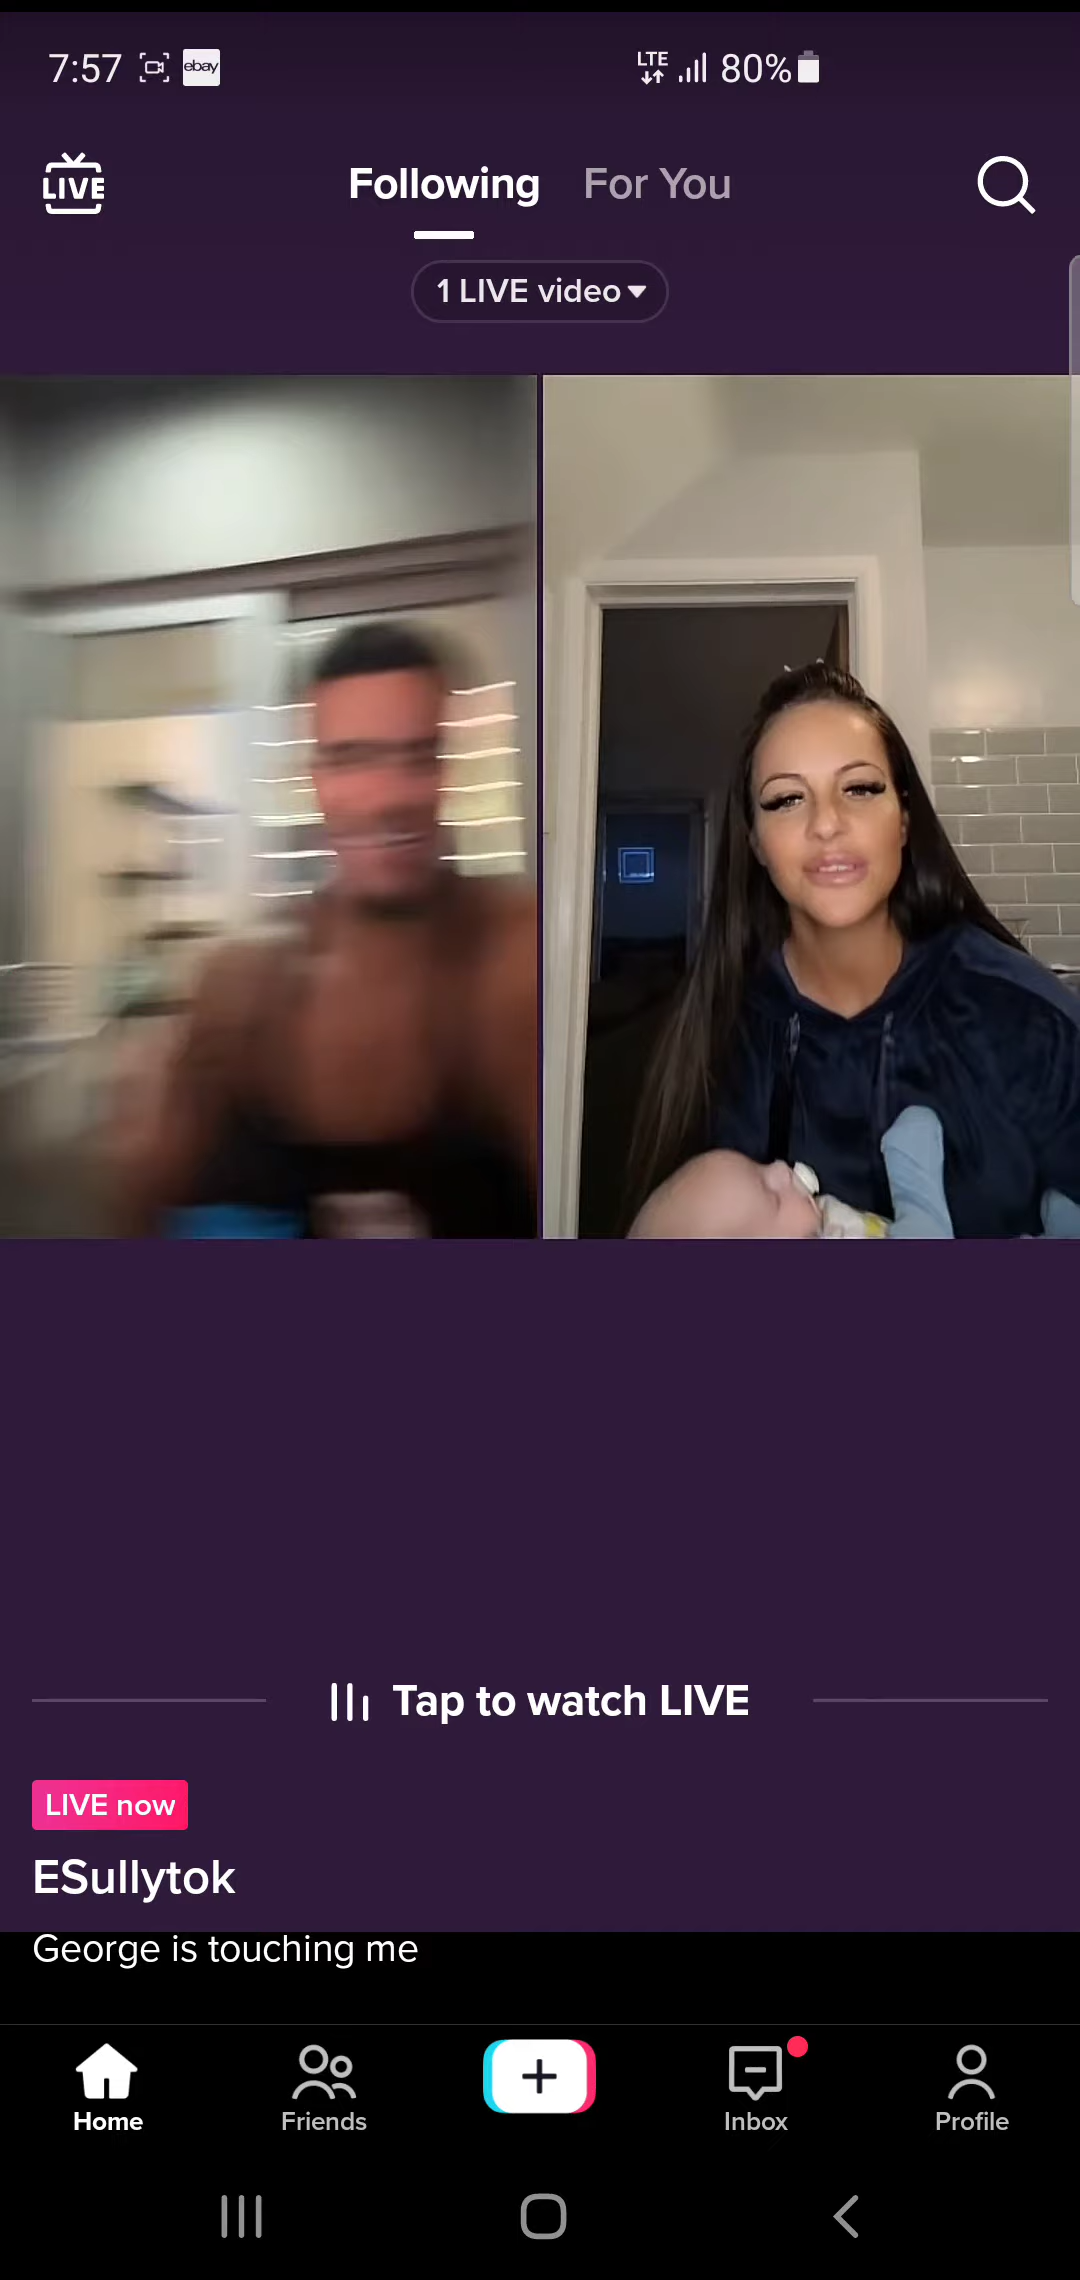 7:57 ebay LTE 80%
LIVE Following For You
1 LIVE video
Tap to watch LIVE
LIVE now
ESullytok
George is touching me
Home Friends Inbox Profile